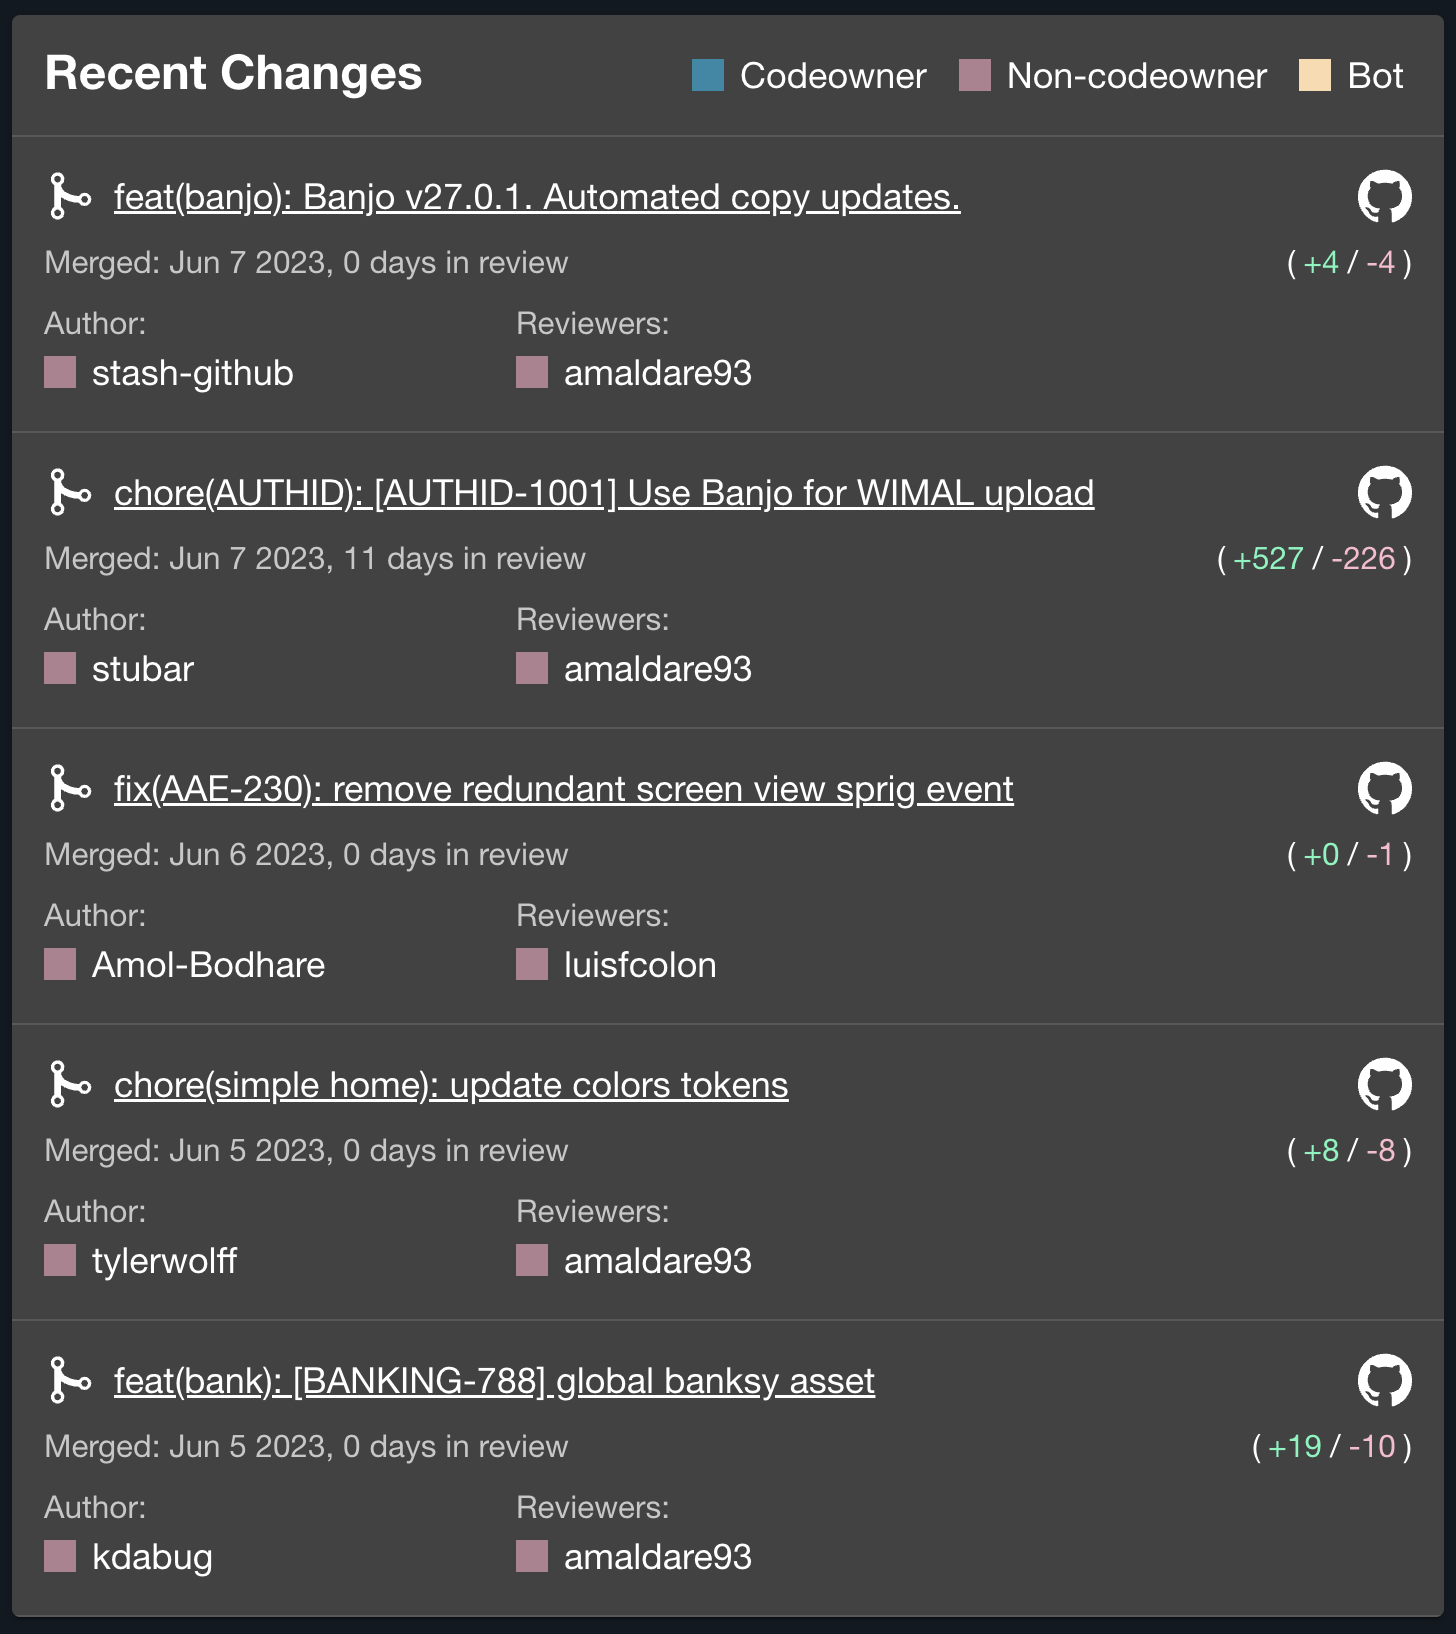 Recent Changes Codeowner Non-codeowner Bot
feat(banjo): Banjo v27.0.1. Automated copy updates.
Merged: Jun 7 2023, 0 days in review (+4 / -4)
Author: Reviewers:
stash-github amaldare93
chore(AUTHID): [AUTHID-1001] Use Banjo for WIMAL upload
Merged: Jun 7 2023, 11 days in review (+527 / -226)
Author: Reviewers:
stubar amaldare93
fix(AAE-230): remove redundant screen view sprig event
Merged: Jun 6 2023, 0 days in review (+0 / -1)
Author: Reviewers:
Amol-Bodhare luisfcolon
chore(simple home): update colors tokens
Merged: Jun 5 2023, 0 days in review (+8 / -8)
Author: Reviewers:
tylerwolff amaldare93
feat(bank): [BANKING-788] global banksy asset
Merged: Jun 5 2023, 0 days in review (+19 / -10)
Author: Reviewers:
kdabug amaldare93